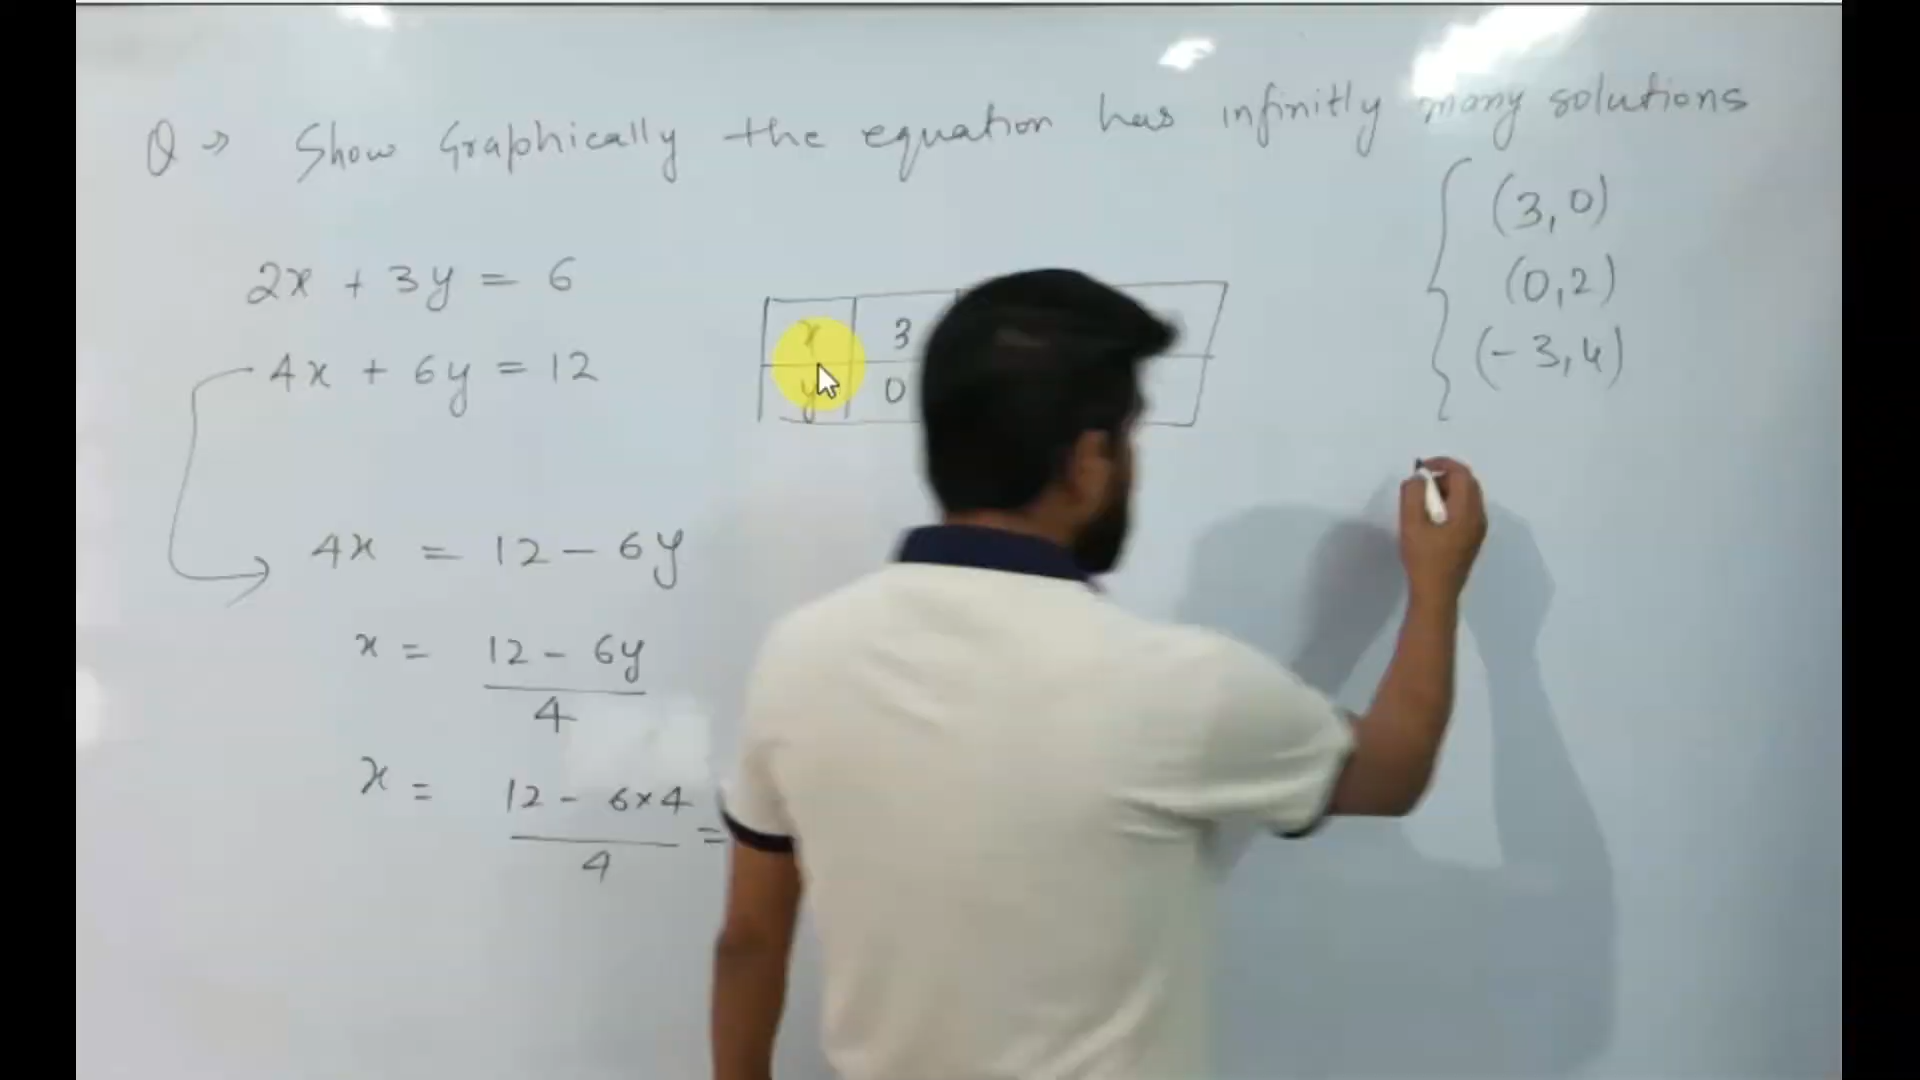 Q → Show Graphically the equation has infinitly many solutions
2x + 3y = 6
4x + 6y = 12
x 3
y 0
(3,0)
(0,2)
(-3,4)
4x = 12 - 6y
x = 12 - 6y
4
x = 12 - 6×4 =
4